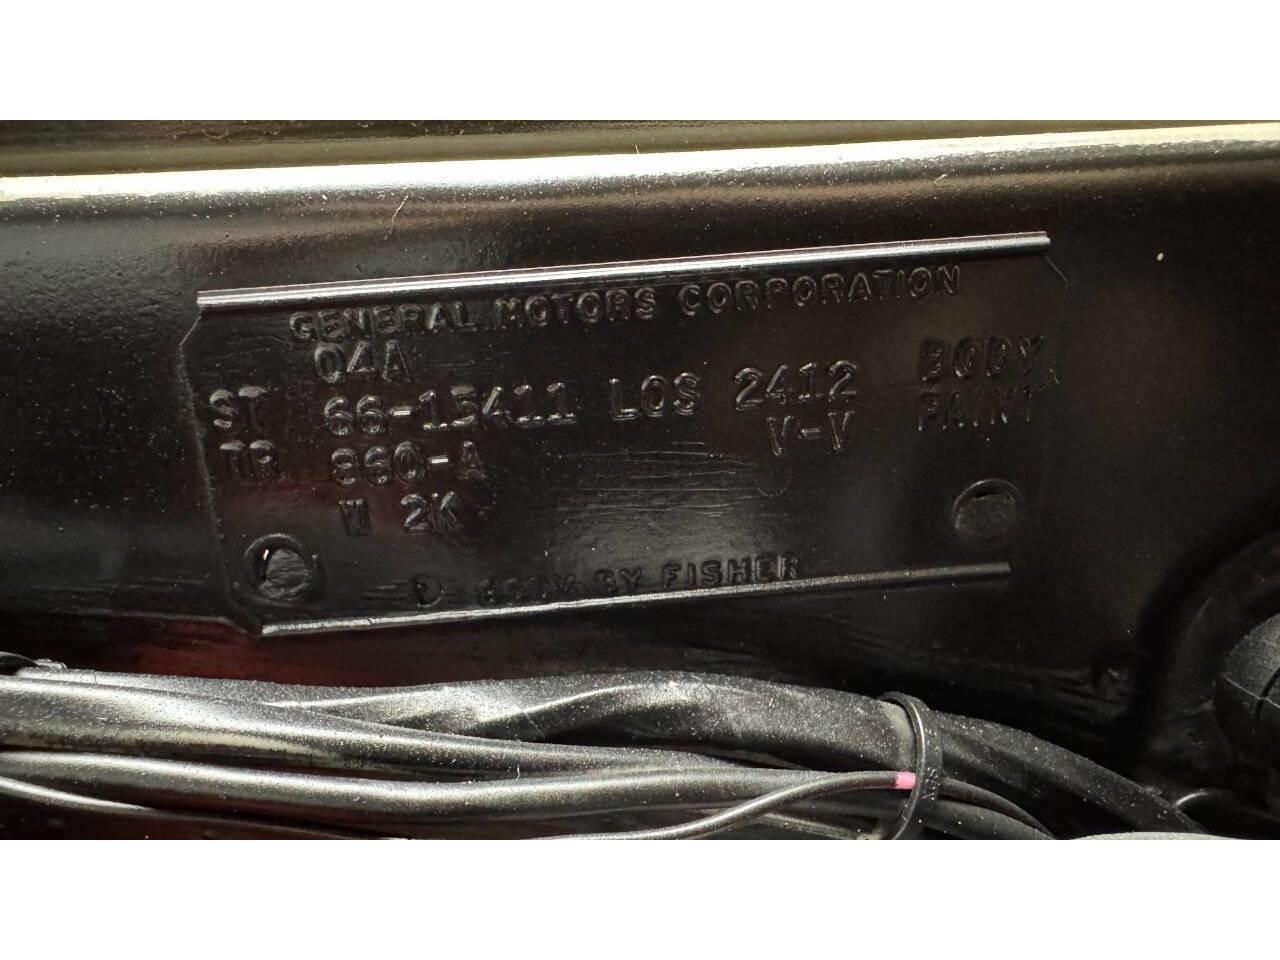 GENERAL MOTORS CORPORATION
04A
ST 66-15411 LOS 2412 BODY
TR 860-A V-V PAINT
W 2K
BODY BY FISHER